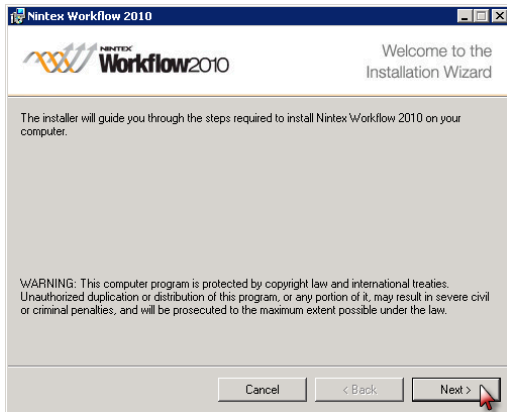 Nintex Workflow 2010
NINTEX
Workflow2010
Welcome to the
Installation Wizard
The installer will guide you through the steps required to install Nintex Workflow 2010 on your
computer.
WARNING: This computer program is protected by copyright law and international treaties.
Unauthorized duplication or distribution of this program, or any portion of it, may result in severe civil
or criminal penalties, and will be prosecuted to the maximum extent possible under the law.
Cancel
< Back
Next >